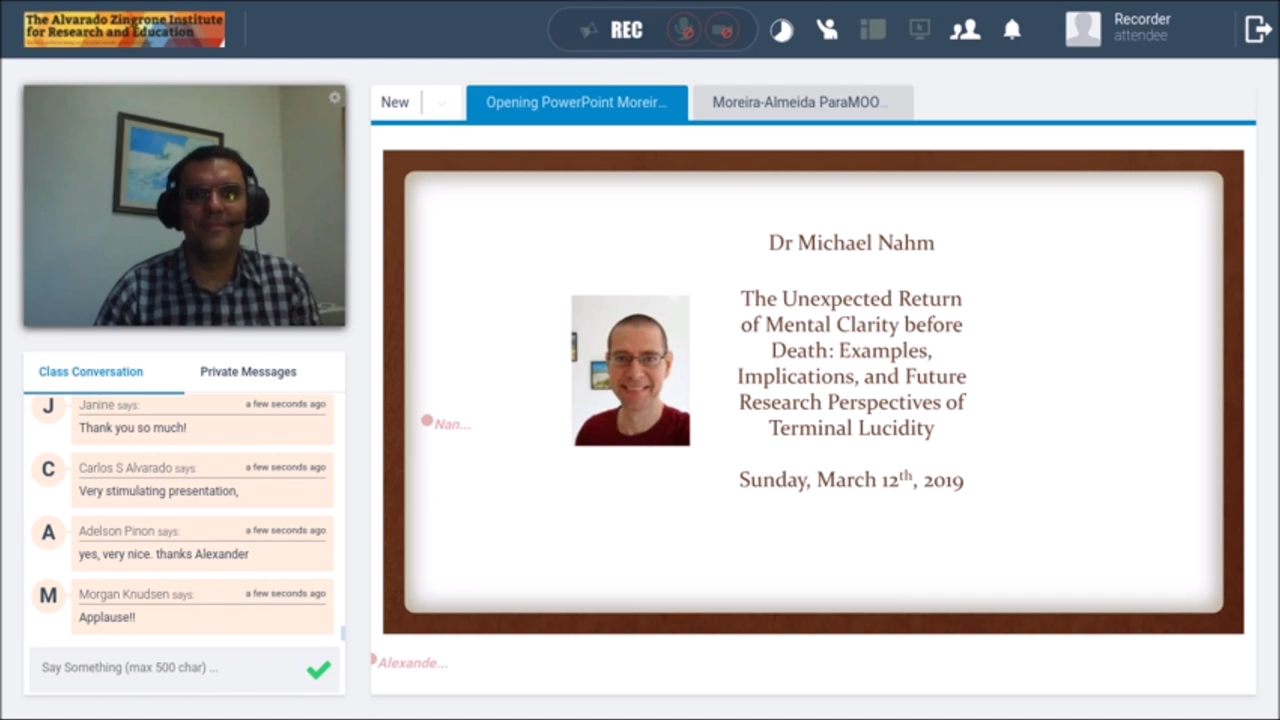 The Alvarado Zingrone Institute
for Research and Education
REC
Recorder
attendee
New
Opening PowerPoint Moreir...
Moreira-Almeida ParaMOO...
Class Conversation
Private Messages
J
Janine says:
a few seconds ago
Thank you so much!
C
Carlos S Alvarado says:
a few seconds ago
Very stimulating presentation,
A
Adelson Pinon says:
a few seconds ago
yes, very nice. thanks Alexander
M
Morgan Knudsen says:
a few seconds ago
Applause!!
Say Something (max 500 char) ...
Dr Michael Nahm
The Unexpected Return
of Mental Clarity before
Death: Examples,
Implications, and Future
Research Perspectives of
Terminal Lucidity
Sunday, March 12th, 2019
Nan...
Alexande...